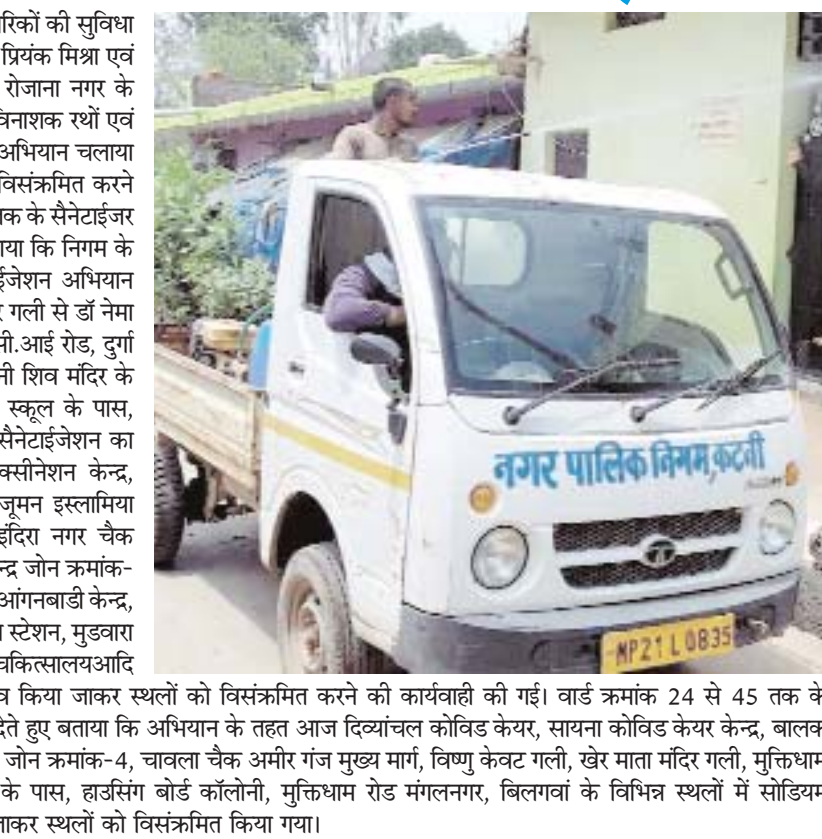 रिकों की सुविधा
प्रियंक मिश्रा एवं
रोजाना नगर के
विनाशक रथों एवं
अभियान चलाया
विसंक्रमित करने
तक के सैनेटाईजर
ाया कि निगम के
ईजेशन अभियान
र गली से डॉ नेमा
सी.आई रोड, दुर्गा
नी शिव मंदिर के
स्कूल के पास,
सैनेटाईजेशन का
क्सीनेशन केन्द्र,
जूमन इस्लामिया
इंदिरा नगर चैक
न्द्र जोन क्रमांक-
आंगनबाडी केन्द्र,
स्टेशन, मुडवारा
चकित्सालयआदि
नगर पालिक निगम,कटनी
MP21L0835
व किया जाकर स्थलों को विसंक्रमित करने की कार्यवाही की गई। वार्ड क्रमांक 24 से 45 तक के
देते हुए बताया कि अभियान के तहत आज दिव्यांचल कोविड केयर, सायना कोविड केयर केन्द्र, बालक
जोन क्रमांक-4, चावला चैक अमीर गंज मुख्य मार्ग, विष्णु केवट गली, खेर माता मंदिर गली, मुक्तिधाम
के पास, हाउसिंग बोर्ड कॉलोनी, मुक्तिधाम रोड मंगलनगर, बिलगवां के विभिन्न स्थलों में सोडियम
जाकर स्थलों को विसंक्रमित किया गया।